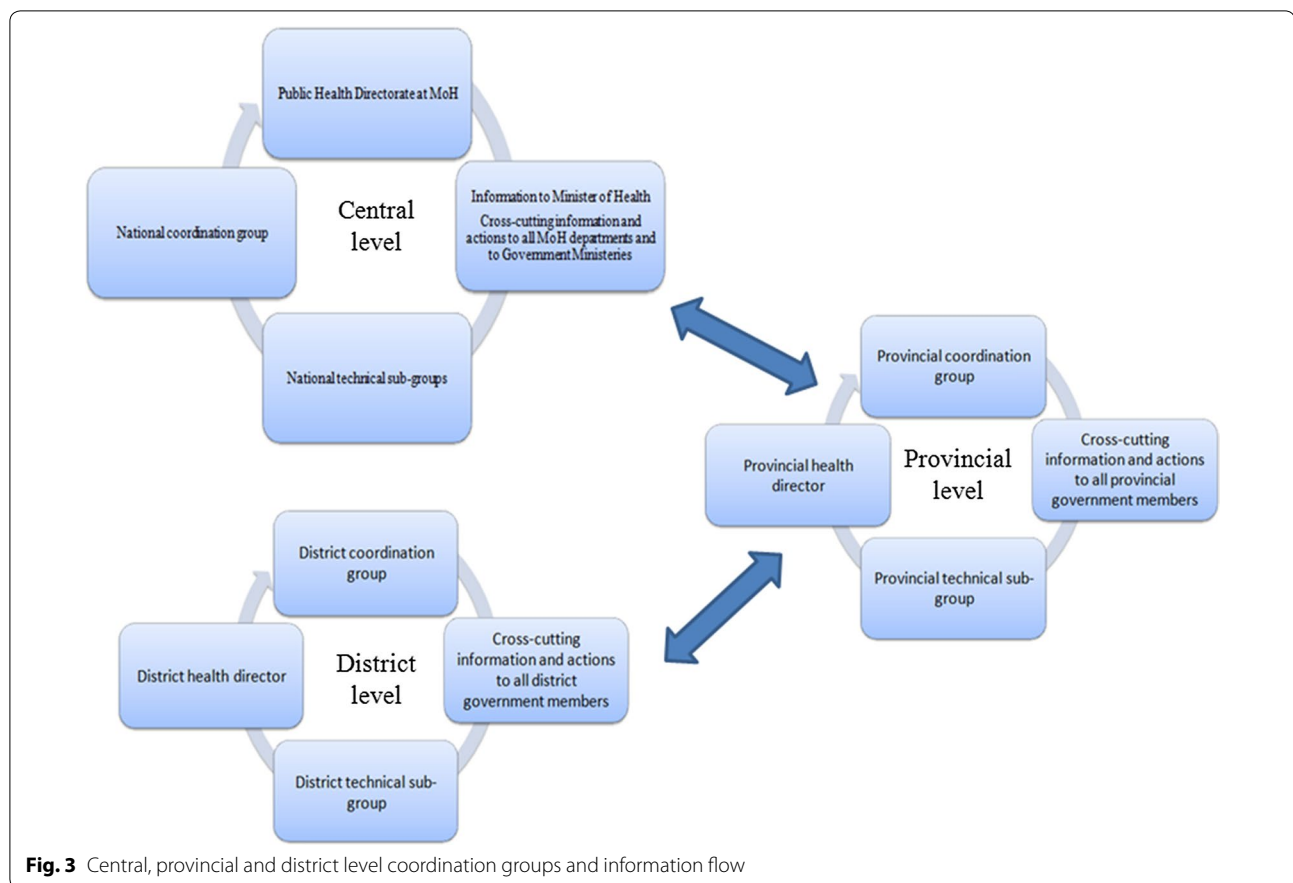 Public Health Directorate at MoH
National coordination group
Central
level
Information to Minister of Health
Cross-cutting information and
actions to all MoH departments and
to Government Ministeries
National technical sub-groups
Provincial coordination
group
Provincial health
director
Provincial
level
Cross-cutting
information and actions
to all provincial
government members
Provincial technical sub-
group
District coordination
group
District health director
District
level
Cross-cutting
information and actions
to all district
government members
District technical sub-
group
Fig. 3 Central, provincial and district level coordination groups and information flow